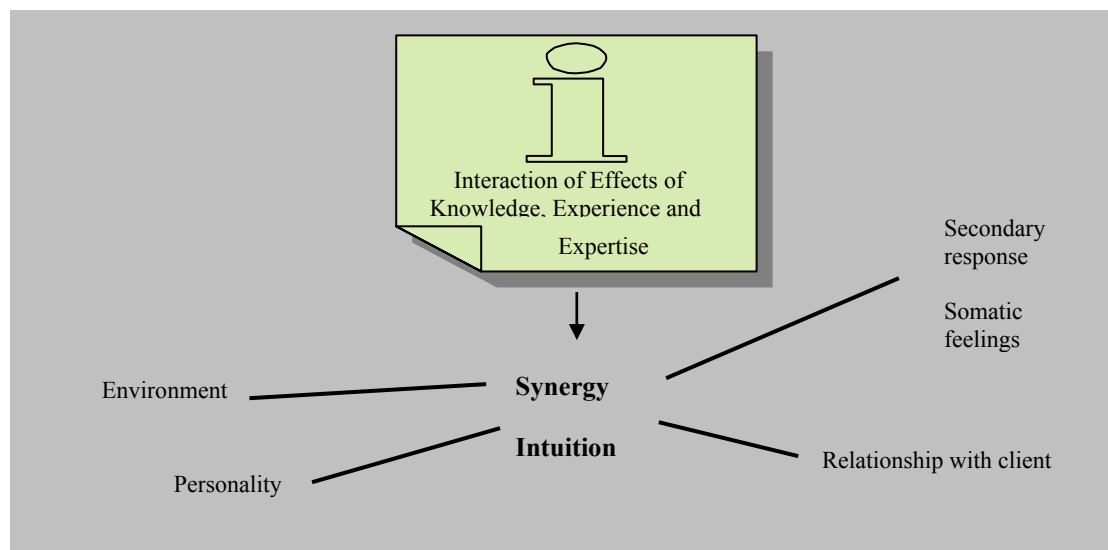 i
Interaction of Effects of
Knowledge, Experience and
Expertise
Secondary
response
Somatic
feelings
Environment
Synergy
Intuition
Relationship with client
Personality